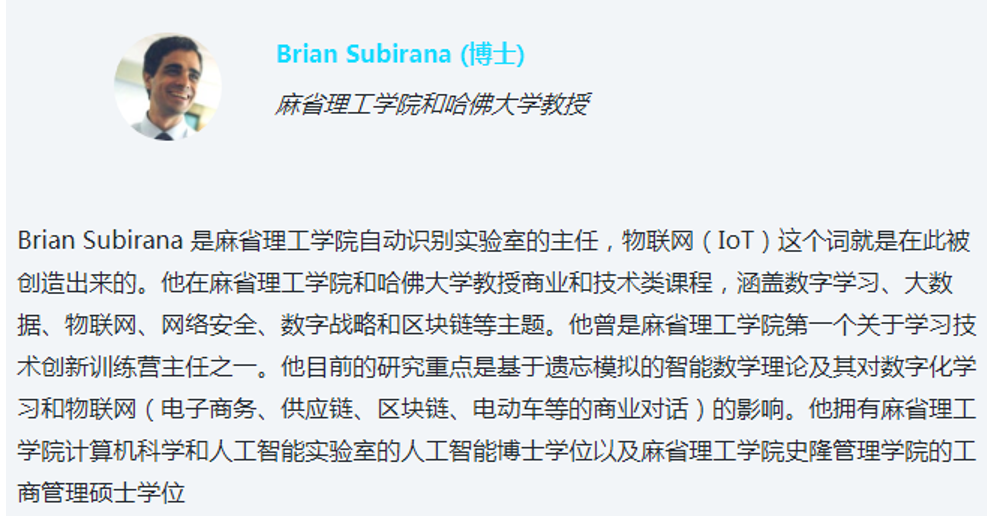 Brian Subirana (博士)
麻省理工学院和哈佛大学教授
Brian Subirana 是麻省理工学院自动识别实验室的主任，物联网（IoT）这个词就是在此被
创造出来的。他在麻省理工学院和哈佛大学教授商业和技术类课程，涵盖数字学习、大数
据、物联网、网络安全、数字战略和区块链等主题。他曾是麻省理工学院第一个关于学习技
术创新训练营主任之一。他目前的研究重点是基于遗忘模拟的智能数学理论及其对数字化学
习和物联网（电子商务、供应链、区块链、电动车等的商业对话）的影响。他拥有麻省理工
学院计算机科学和人工智能实验室的人工智能博士学位以及麻省理工学院史隆管理学院的工
商管理硕士学位